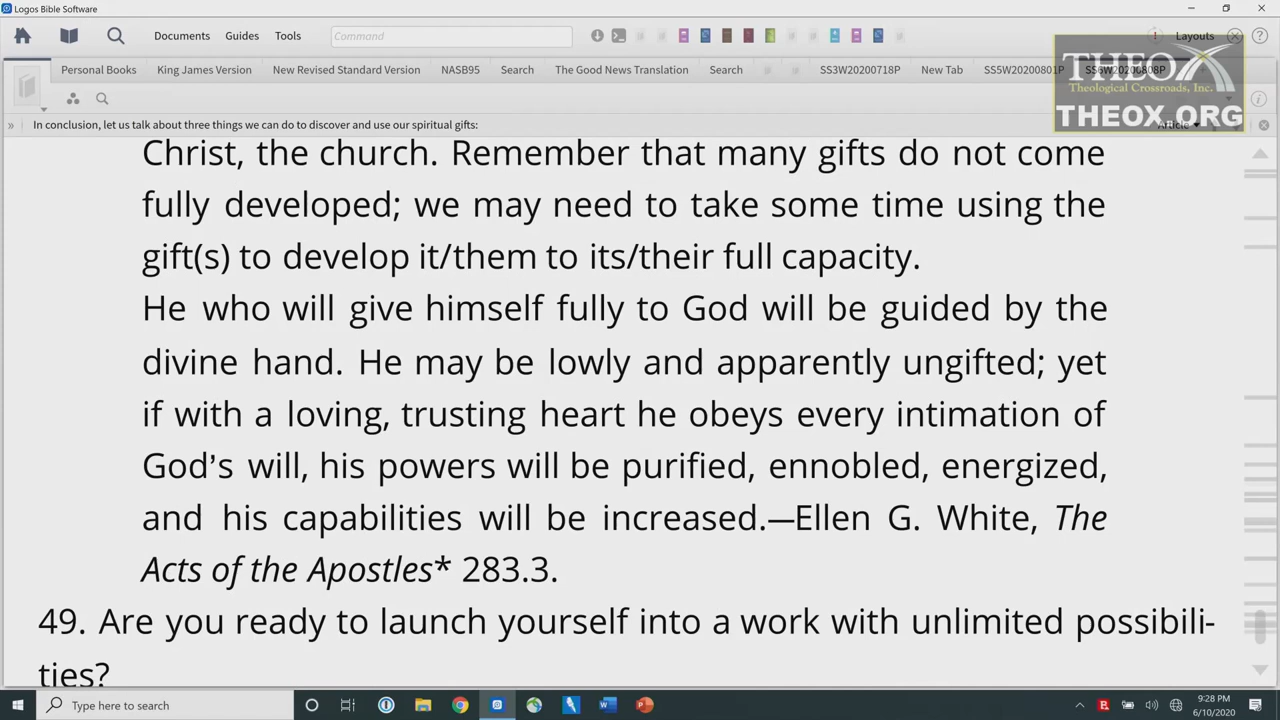 Logos Bible Software
Documents Guides Tools Command Layouts
Personal Books King James Version New Revised Stan 95 Search The Good News Translation Search SS3W20200718P New Tab SS5W20200801P SS6W20200808P
THEOX
Theological Crossroads, Inc.
THEOX.ORG
In conclusion, let us talk about three things we can do to discover and use our spiritual gifts: Article
Christ, the church. Remember that many gifts do not come
fully developed; we may need to take some time using the
gift(s) to develop it/them to its/their full capacity.
He who will give himself fully to God will be guided by the
divine hand. He may be lowly and apparently ungifted; yet
if with a loving, trusting heart he obeys every intimation of
God's will, his powers will be purified, ennobled, energized,
and his capabilities will be increased.—Ellen G. White, The
Acts of the Apostles* 283.3.
49. Are you ready to launch yourself into a work with unlimited possibili-
ties?
Type here to search
9:28 PM
6/10/2020